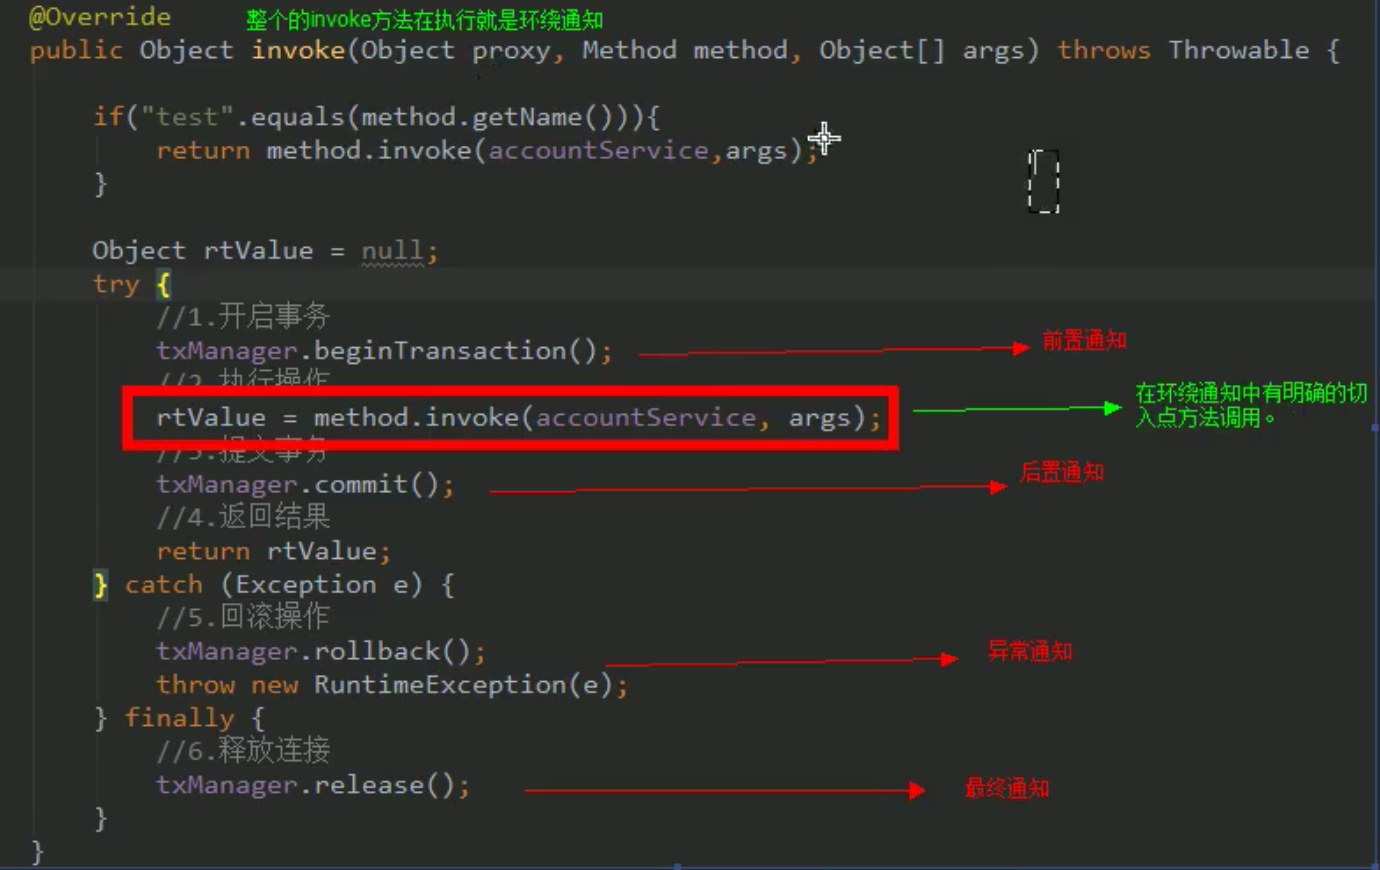 @Override 整个的invoke方法在执行就是环绕通知
public Object invoke(Object proxy, Method method, Object[] args) throws Throwable {
if("test".equals(method.getName())){
return method.invoke(accountService,args);
}
Object rtValue = null;
try {
//1.开启事务
txManager.beginTransaction(); 前置通知
//2.执行操作
rtValue = method.invoke(accountService, args); 在环绕通知中有明确的切
入点方法调用。
//3.提交事务
txManager.commit(); 后置通知
//4.返回结果
return rtValue;
} catch (Exception e) {
//5.回滚操作
txManager.rollback(); 异常通知
throw new RuntimeException(e);
} finally {
//6.释放连接
txManager.release(); 最终通知
}
}